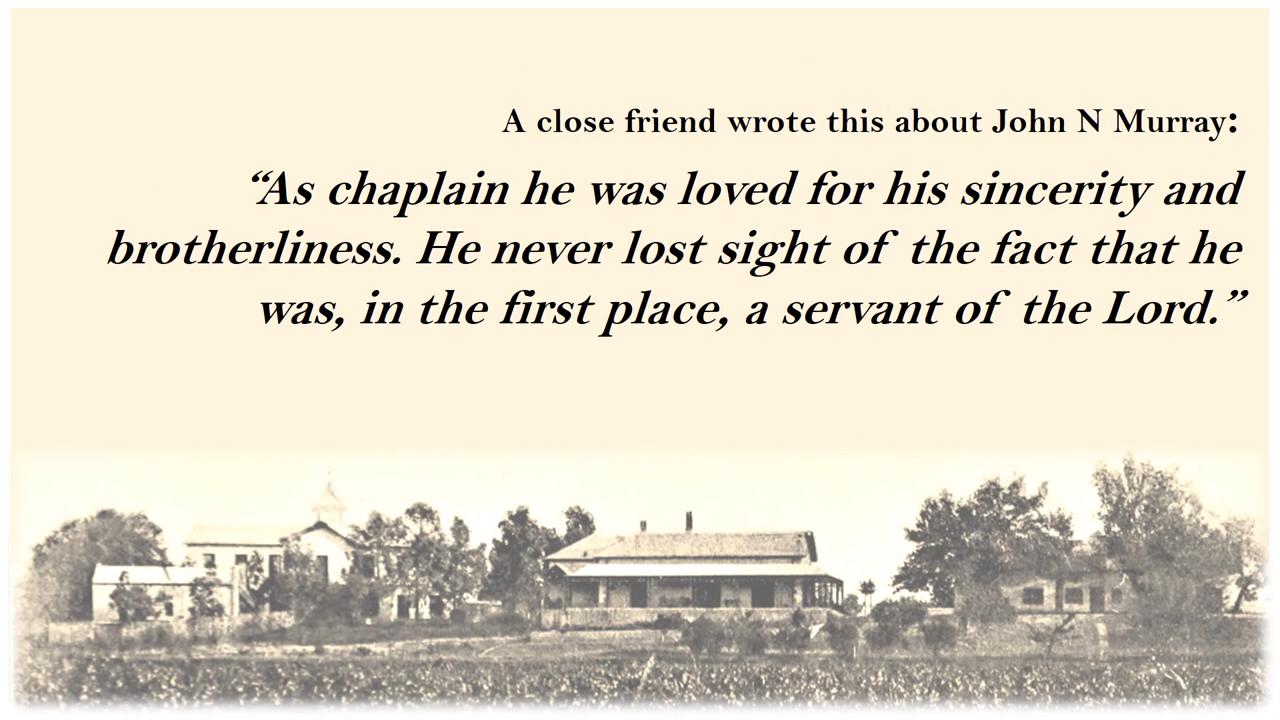 A close friend wrote this about John N Murray:
“As chaplain he was loved for his sincerity and
brotherliness. He never lost sight of the fact that he
was, in the first place, a servant of the Lord.”